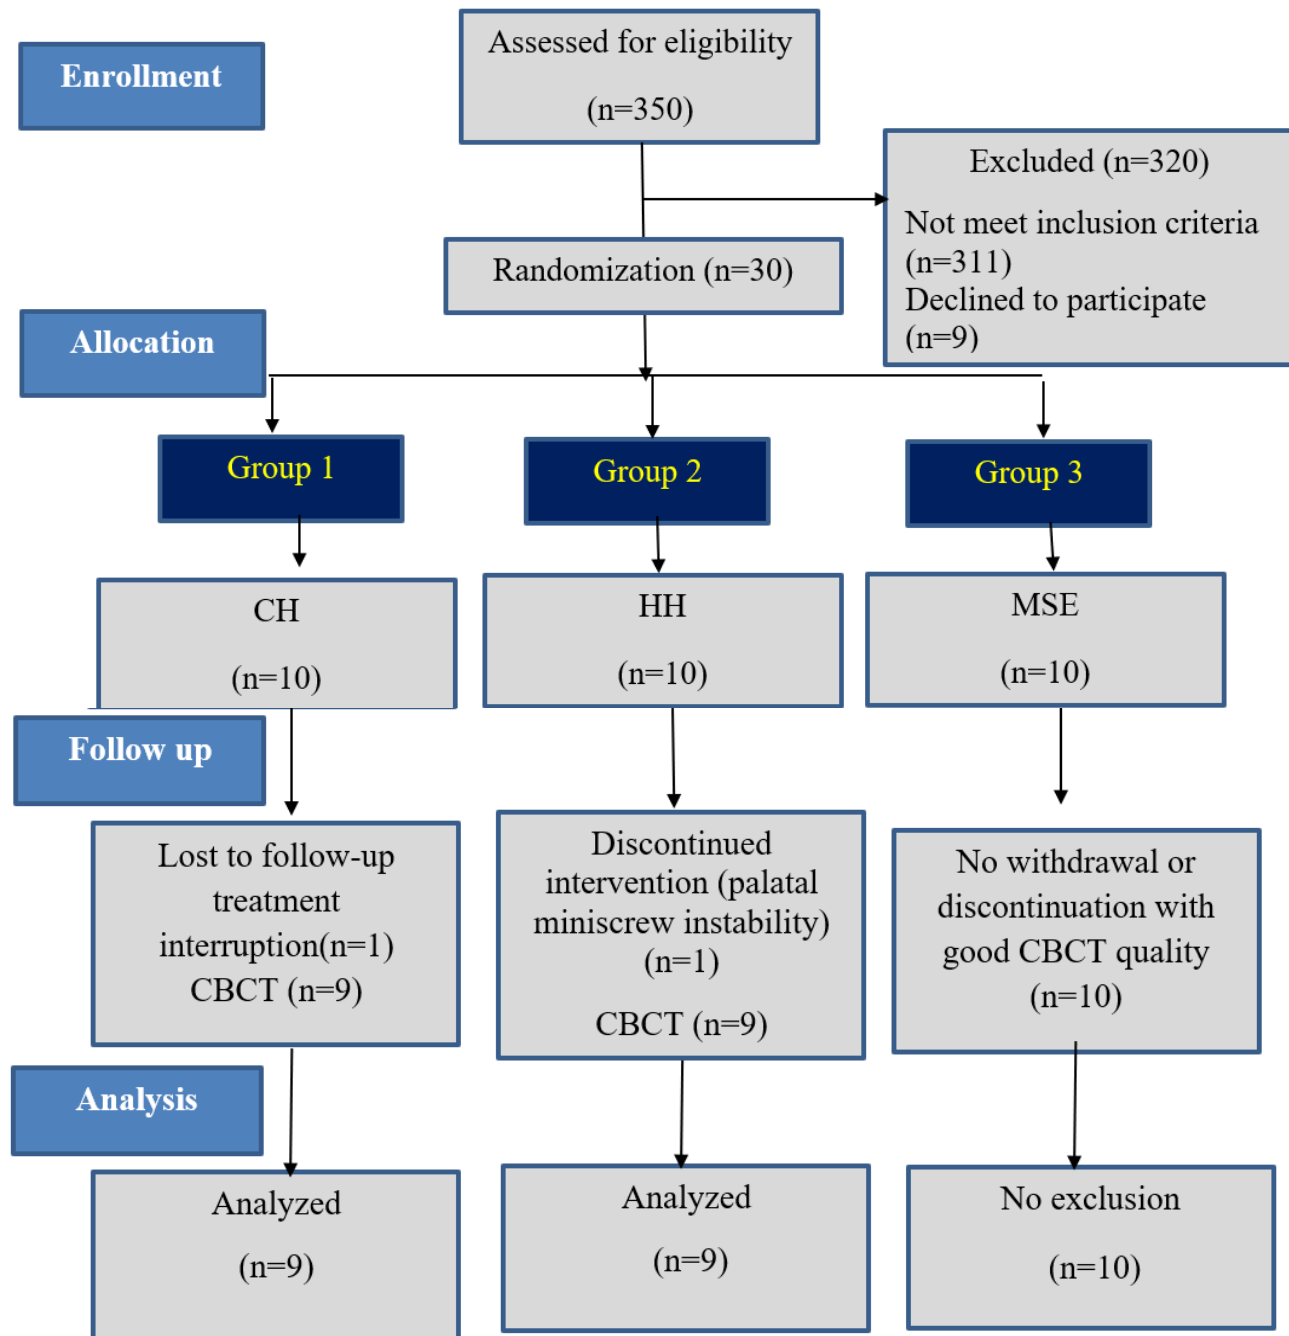 Enrollment
Assessed for eligibility
(n=350)
Excluded (n=320)
Not meet inclusion criteria
(n=311)
Declined to participate
(n=9)
Randomization (n=30)
Allocation
Group 1
Group 2
Group 3
CH
(n=10)
HH
(n=10)
MSE
(n=10)
Follow up
Lost to follow-up
treatment
interruption(n=1)
CBCT (n=9)
Discontinued
intervention (palatal
miniscrew instability)
(n=1)
CBCT (n=9)
No withdrawal or
discontinuation with
good CBCT quality
(n=10)
Analysis
Analyzed
(n=9)
Analyzed
(n=9)
No exclusion
(n=10)